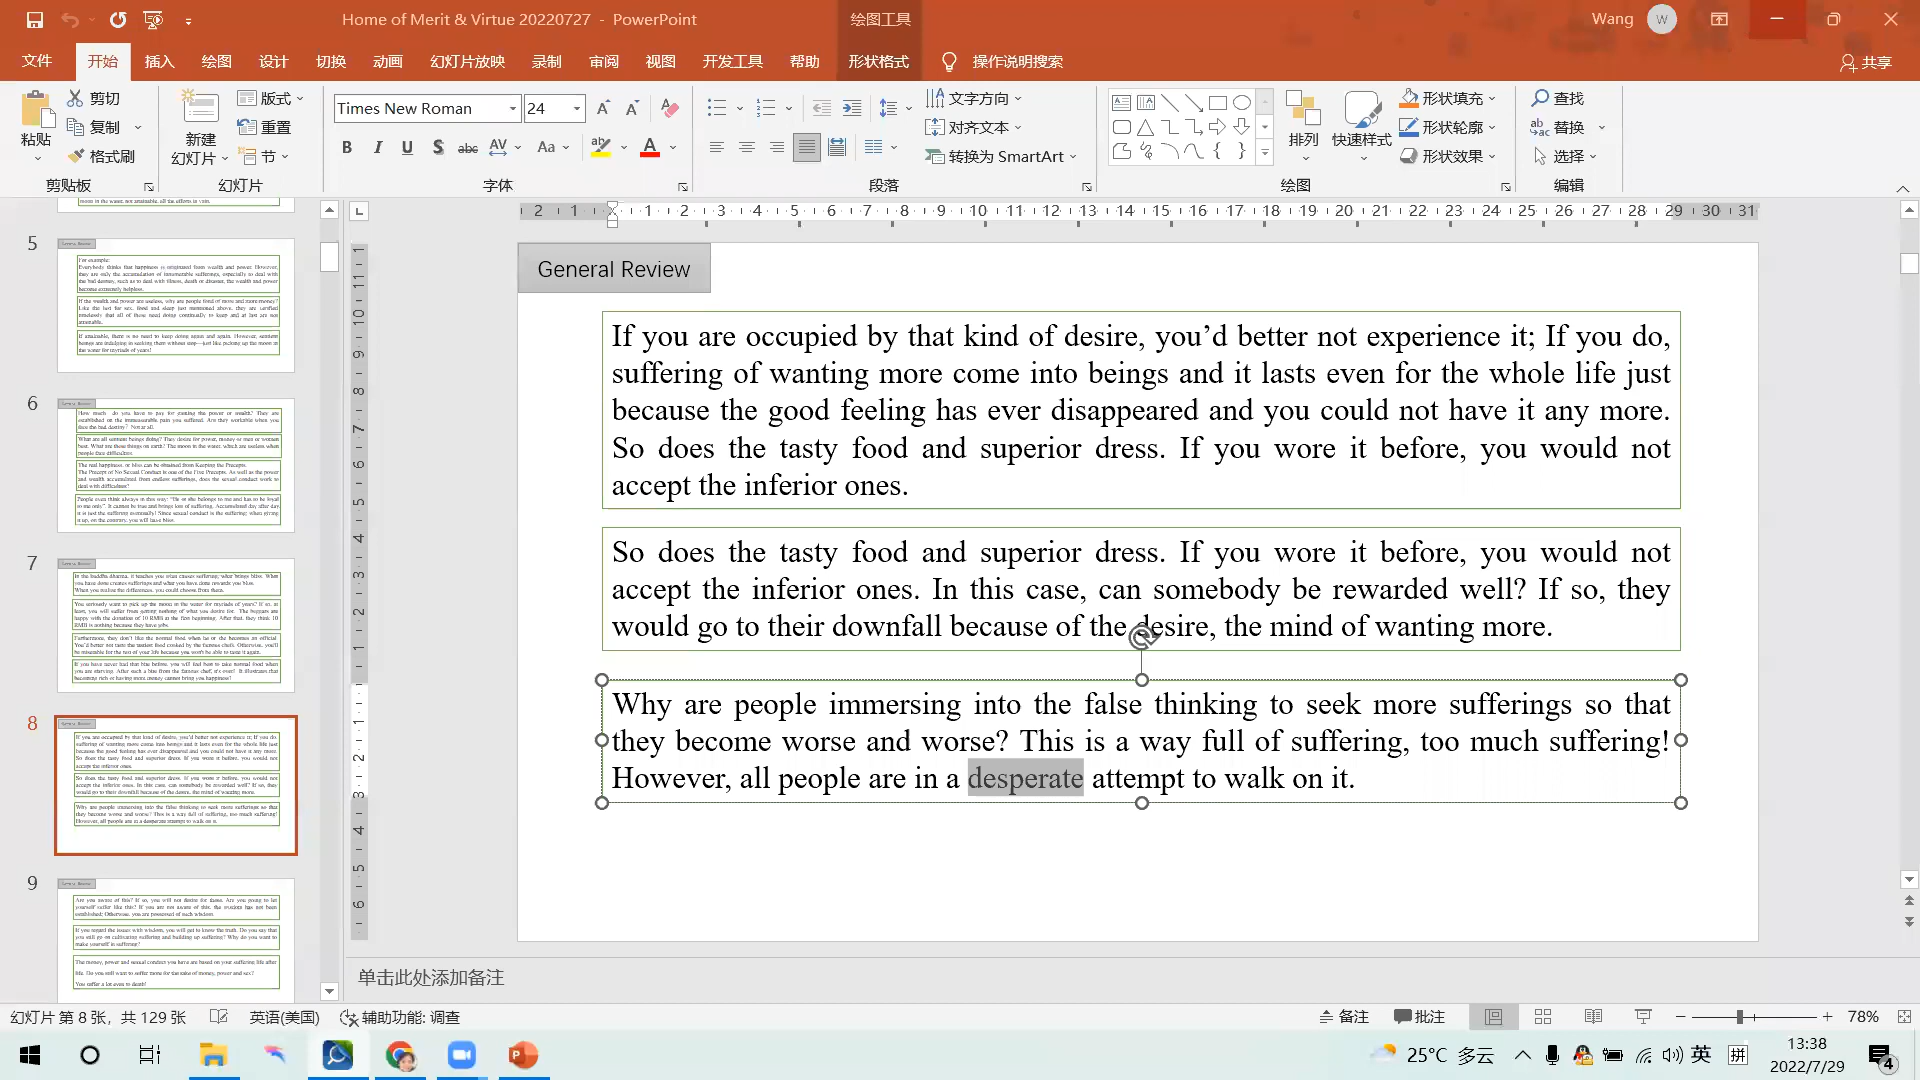 Home of Merit & Virtue 20220727 - PowerPoint
绘图工具
Wang
W
文件
开始
插入
绘图
设计
切换
动画
幻灯片放映
录制
审阅
视图
开发工具
帮助
形状格式
操作说明搜索
共享
粘贴
剪切
复制
格式刷
剪贴板
新建
幻灯片
版式
重置
节
幻灯片
Times New Roman
24
字体
文字方向
对齐文本
转换为 SmartArt
段落
排列
快速样式
形状填充
形状轮廓
形状效果
绘图
查找
替换
选择
编辑
5
6
7
8
9
General Review
If you are occupied by that kind of desire, you’d better not experience it; If you do,
suffering of wanting more come into beings and it lasts even for the whole life just
because the good feeling has ever disappeared and you could not have it any more.
So does the tasty food and superior dress. If you wore it before, you would not
accept the inferior ones.
So does the tasty food and superior dress. If you wore it before, you would not
accept the inferior ones. In this case, can somebody be rewarded well? If so, they
would go to their downfall because of the desire, the mind of wanting more.
Why are people immersing into the false thinking to seek more sufferings so that
they become worse and worse? This is a way full of suffering, too much suffering!
However, all people are in a desperate attempt to walk on it.
单击此处添加备注
幻灯片 第 8 张，共 129 张
英语(美国)
辅助功能: 调查
备注
批注
78%
25°C 多云
英
拼
13:38
2022/7/29
4